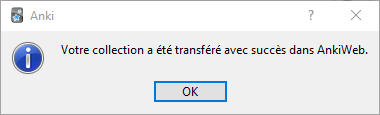 Anki
Votre collection a été transféré avec succès dans AnkiWeb.
OK